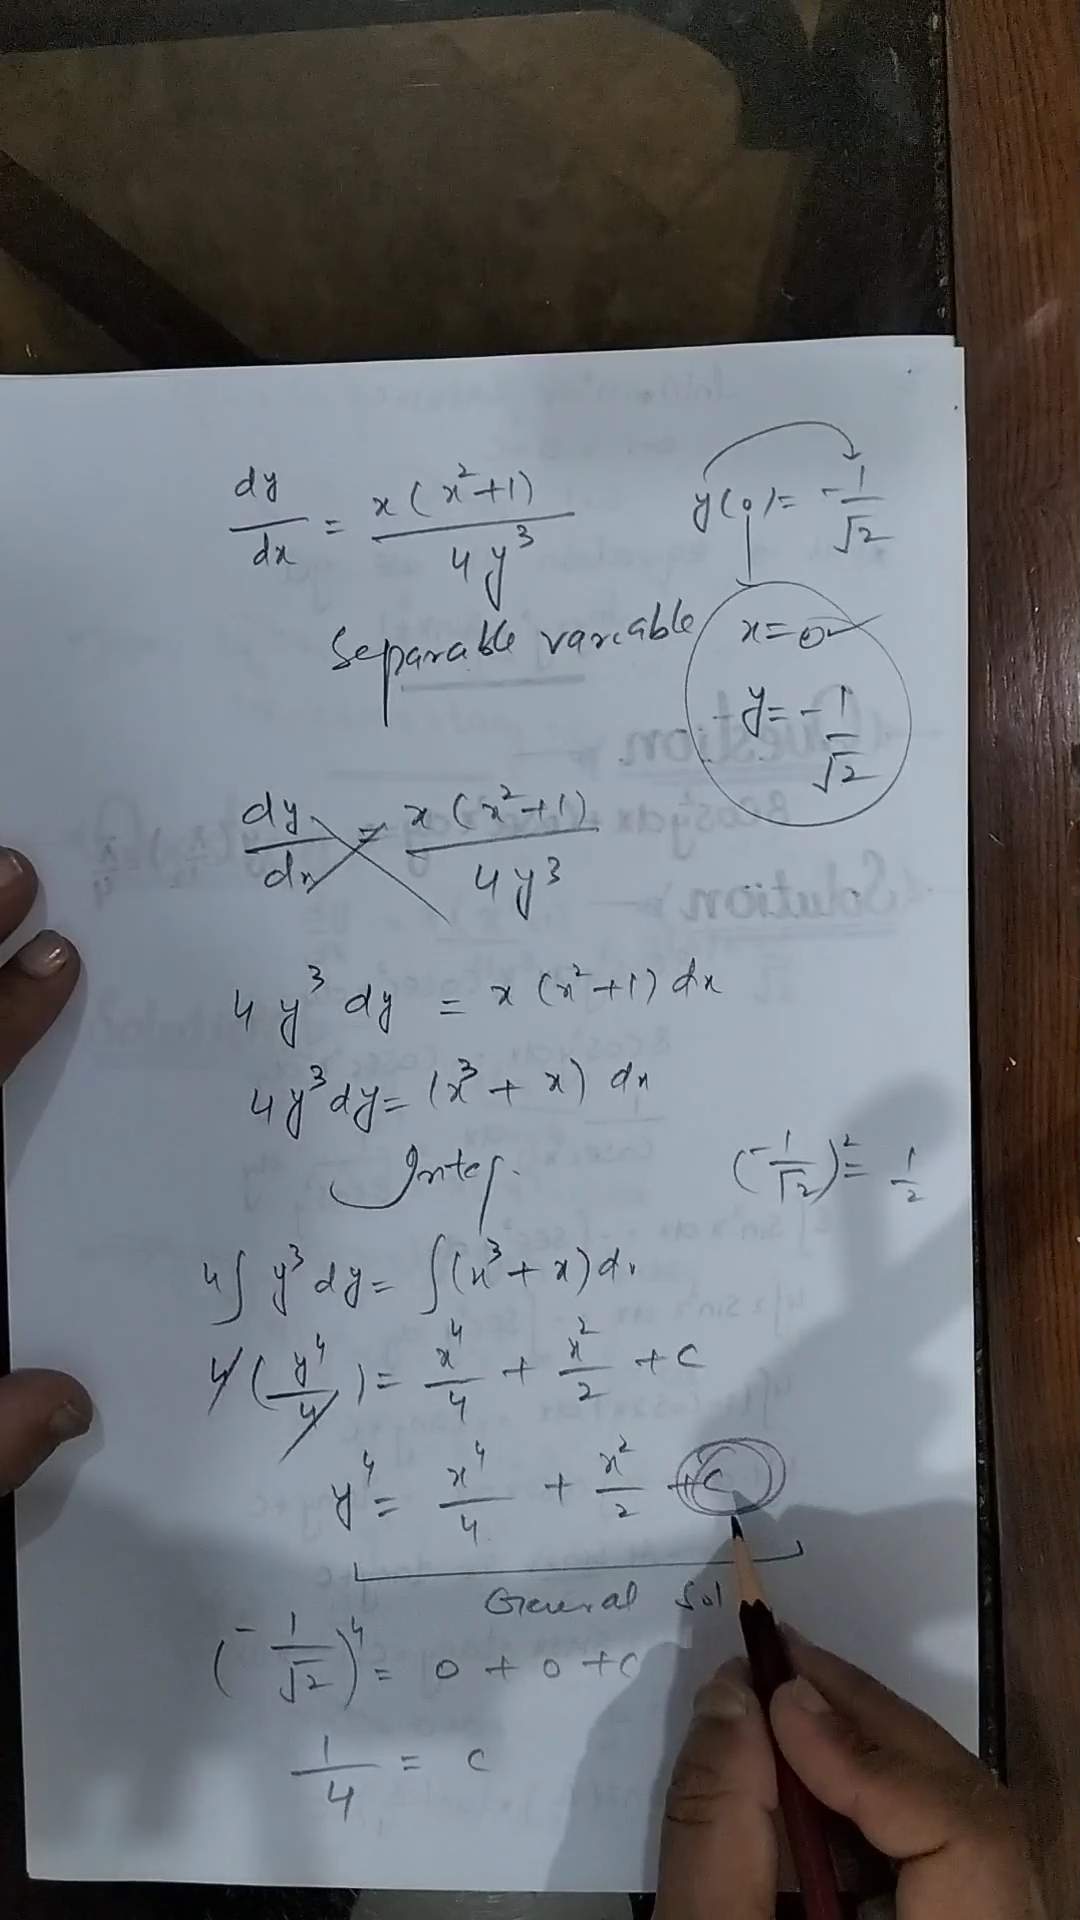 dy/dx = x(x²+1)/4y³
y(0) = -1/√2
Separable variable
x=0
y = -1/√2
dy/dx = x(x²+1)/4y³
4y³ dy = x(x²+1) dx
4y³dy = (x³+x) dx
Integ.
(-1/√2)² = 1/2
4∫ y³dy = ∫(x³+x)dx
4(y⁴/4) = x⁴/4 + x²/2 + c
y⁴ = x⁴/4 + x²/2 + c
General Sol
(-1/√2)⁴ = 0 + 0 + c
1/4 = c